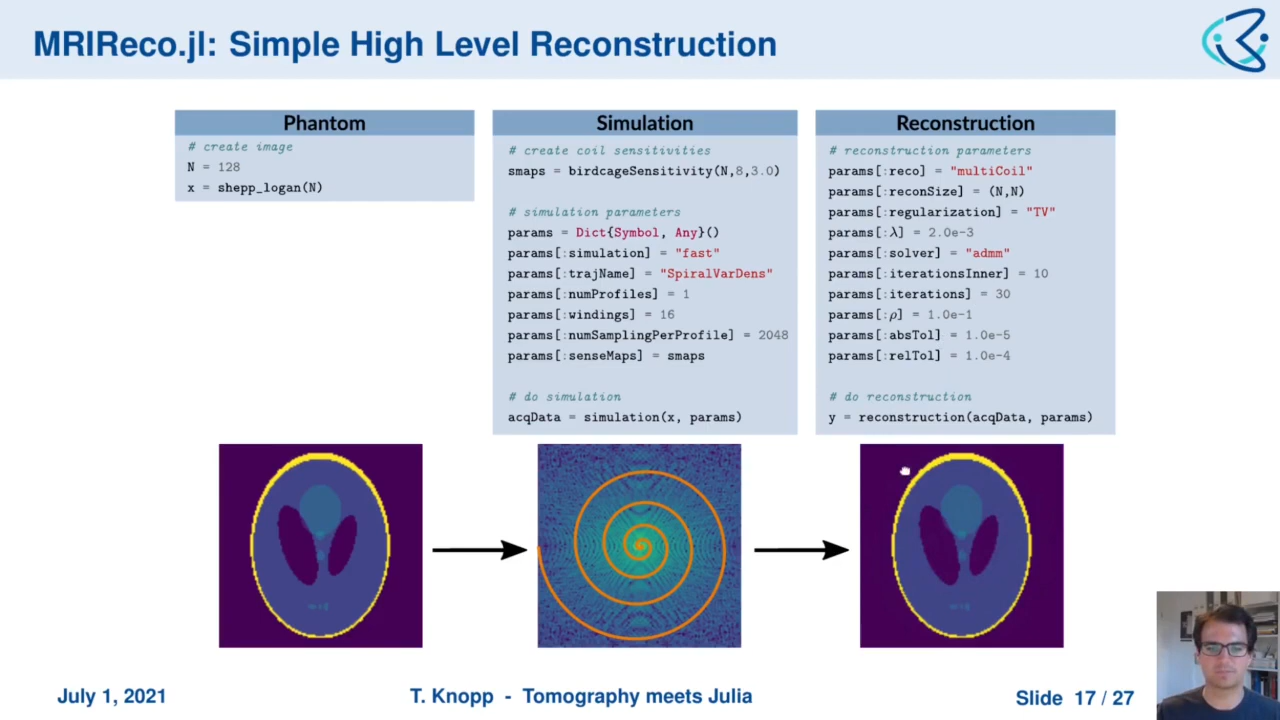 MRIReco.jl: Simple High Level Reconstruction
Phantom
# create image
N = 128
x = shepp_logan(N)
Simulation
# create coil sensitivities
smaps = birdcageSensitivity(N,8,3.0)
# simulation parameters
params = Dict{Symbol, Any}()
params[:simulation] = "fast"
params[:trajName] = "SpiralVarDens"
params[:numProfiles] = 1
params[:windings] = 16
params[:numSamplingPerProfile] = 2048
params[:senseMaps] = smaps
# do simulation
acqData = simulation(x, params)
Reconstruction
# reconstruction parameters
params[:reco] = "multiCoil"
params[:reconSize] = (N,N)
params[:regularization] = "TV"
params[:λ] = 2.0e-3
params[:solver] = "admm"
params[:iterationsInner] = 10
params[:iterations] = 30
params[:ρ] = 1.0e-1
params[:absTol] = 1.0e-5
params[:relTol] = 1.0e-4
# do reconstruction
y = reconstruction(acqData, params)
July 1, 2021
T. Knopp - Tomography meets Julia
Slide 17 / 27